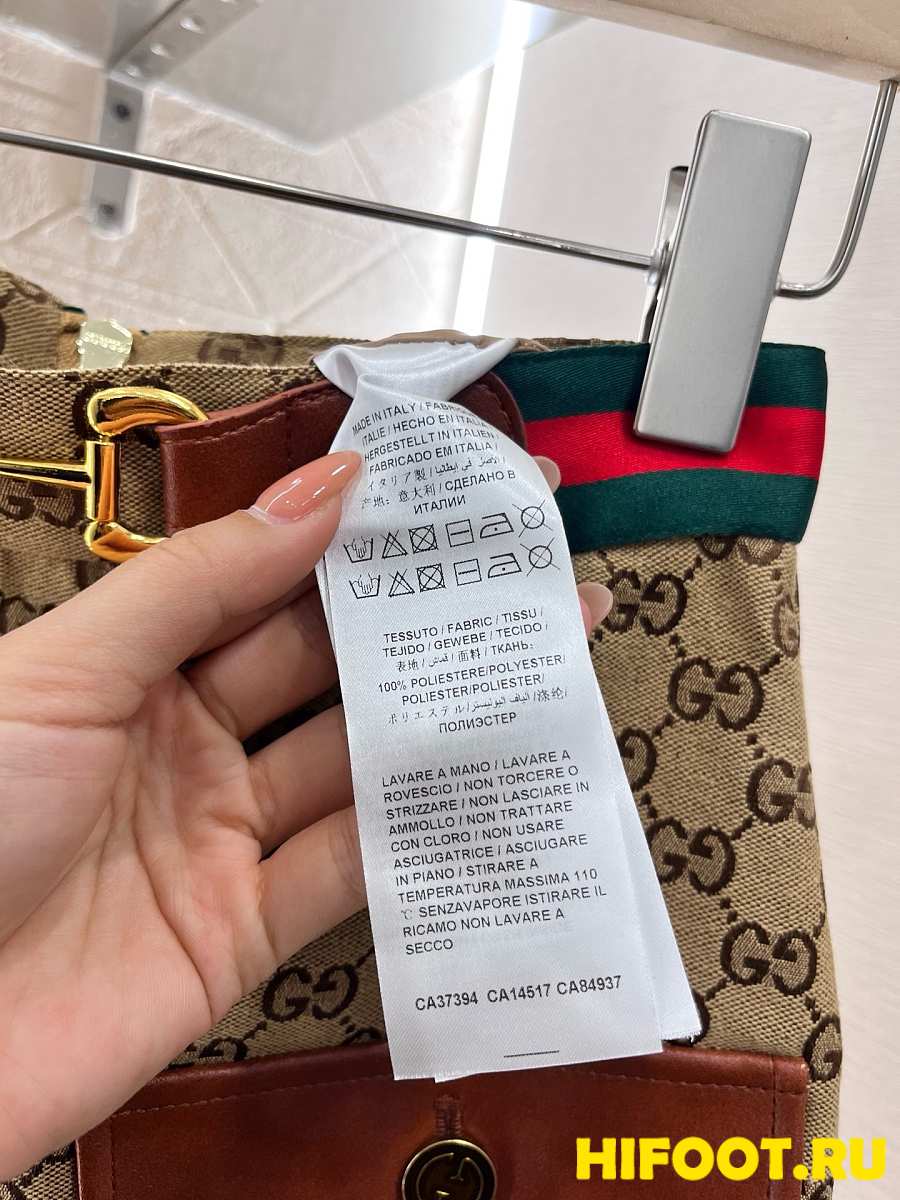 MADE IN ITALY / FABRI
ITALIE / HECHO EN ITALIA
HERGESTELLT IN ITALIEN /
FABRICADO EM ITALIA /
イタリア製 / الأصل في إيطاليا /
产地：意大利 / СДЕЛАНО В
ИТАЛИИ
TESSUTO / FABRIC / TISSU /
TEJIDO / GEWEBE / TECIDO /
表地 / قماش / 面料 / ТКАНЬ:
100% POLIESTERE/POLYESTER/
POLIESTER/POLIESTER/
ポリエステル/ألياف البوليستر/涤纶/
ПОЛИЭСТЕР
LAVARE A MANO / LAVARE A
ROVESCIO / NON TORCERE O
STRIZZARE / NON LASCIARE IN
AMMOLLO / NON TRATTARE
CON CLORO / NON USARE
ASCIUGATRICE / ASCIUGARE
IN PIANO / STIRARE A
TEMPERATURA MASSIMA 110
℃ SENZAVAPORE ISTIRARE IL
RICAMO NON LAVARE A
SECCO
CA37394 CA14517 CA84937
HIFOOT.RU